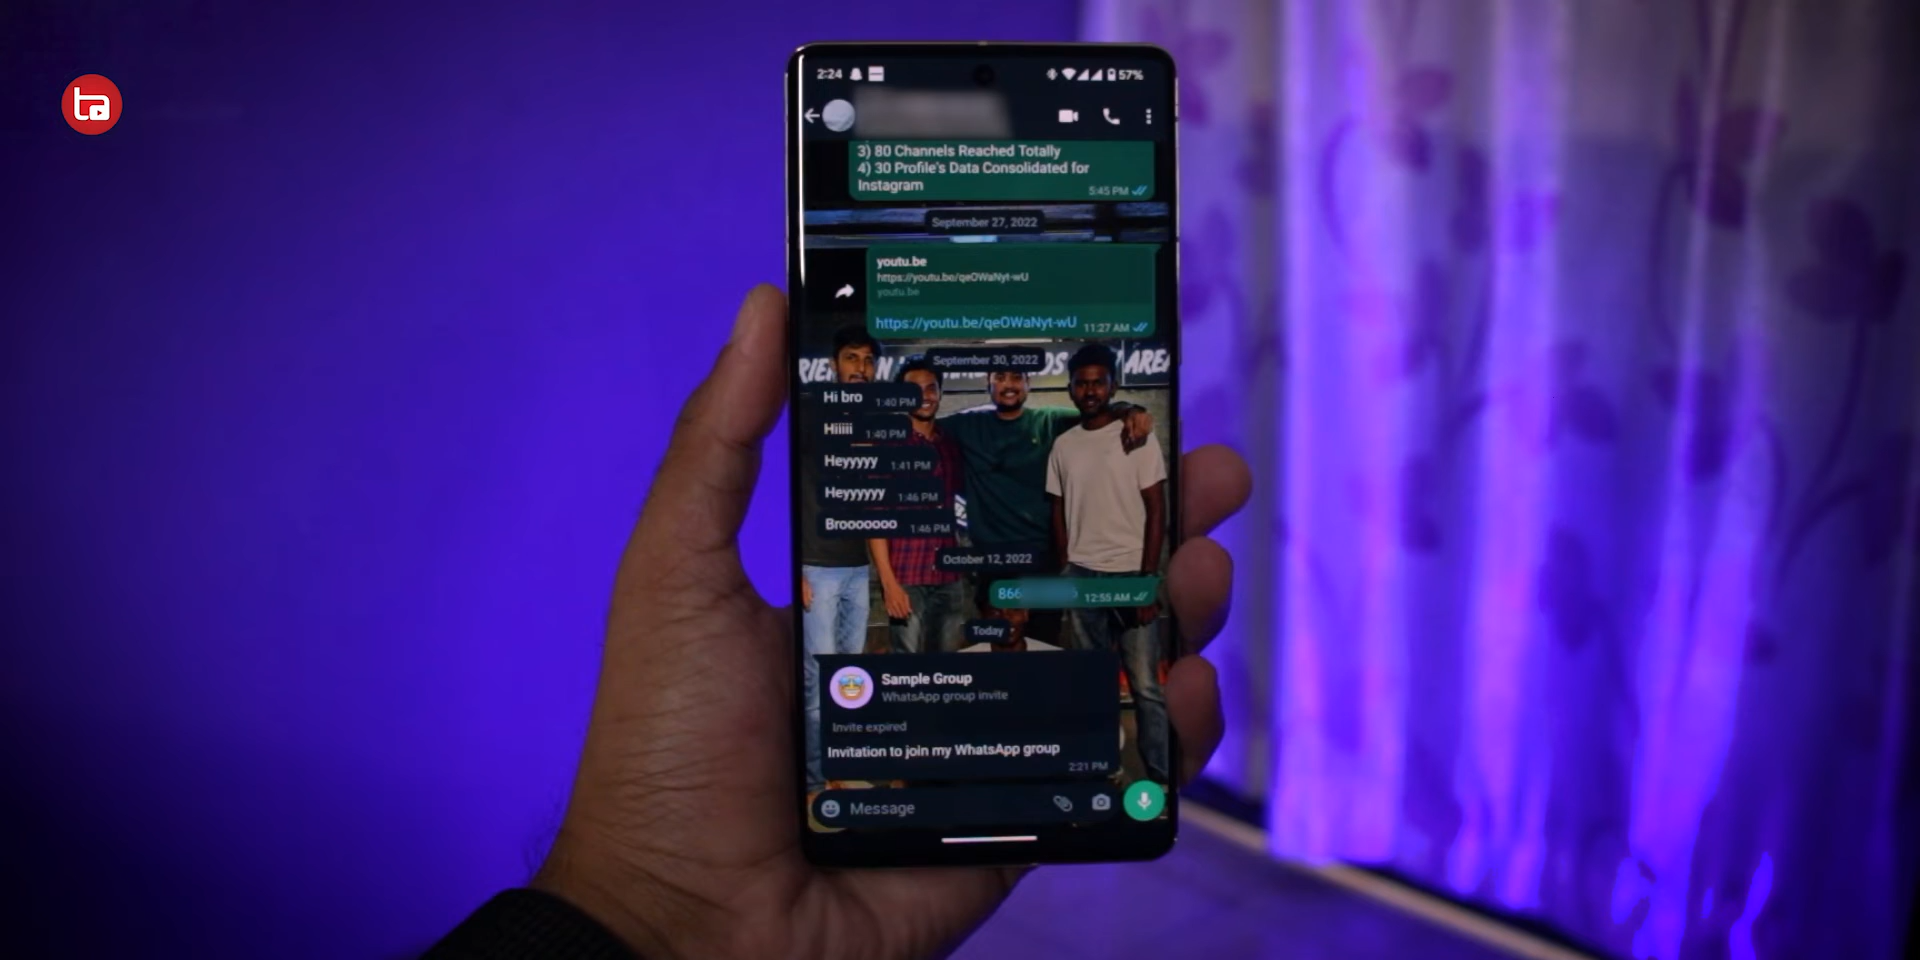 ta
2:24
57%
3) 80 Channels Reached Totally
4) 30 Profile's Data Consolidated for
Instagram
5:45 PM
September 27, 2022
youtu.be
https://youtu.be/qeOWaNyt-wU
youtu.be
https://youtu.be/qeOWaNyt-wU
11:27 AM
September 30, 2022
AREA
Hi bro 1:40 PM
Hiiiii 1:40 PM
Heyyyyy 1:41 PM
Heyyyyyy 1:46 PM
Brooooooo 1:46 PM
October 12, 2022
866
12:55 AM
Today
Sample Group
WhatsApp group invite
Invite expired
Invitation to join my WhatsApp group
2:21 PM
Message